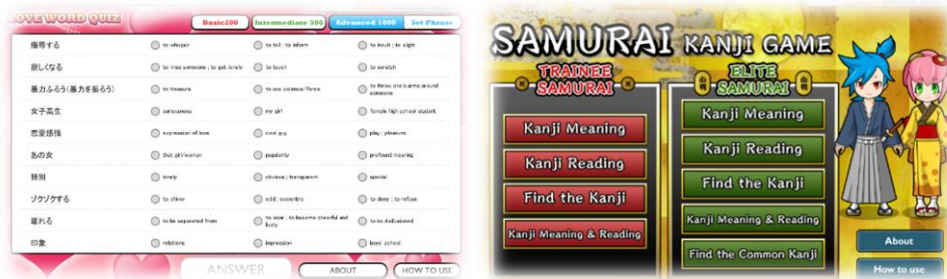 LOVE WORD QUIZ
Basic200 Intermediate 500 Advanced 1000 Set Phrase
侮辱する to whisper to tell ; to inform to insult ; to slight
寂しくなる to miss someone ; to get lonely to touch to scratch
暴力ふるう(暴力を振るう) to treasure to use violence/force to throw one's arms around someone
女子高生 seriousness my girl female high school student
恋愛感情 expression of love cool guy play ; pleasure
あの女 that girl/woman popularity profound meaning
特別 lonely obvious ; transparent special
ゾクゾクする to shiver odd ; eccentric to deny ; to refuse
離れる to be separated from to soar ; to become cheerful and lively to be disillusioned
印象 relations impression boys' school
ANSWER ABOUT HOW TO USE
SAMURAI KANJI GAME
TRAINEE SAMURAI
Kanji Meaning
Kanji Reading
Find the Kanji
Kanji Meaning & Reading
ELITE SAMURAI
Kanji Meaning
Kanji Reading
Find the Kanji
Kanji Meaning & Reading
Find the Common Kanji
About
How to use